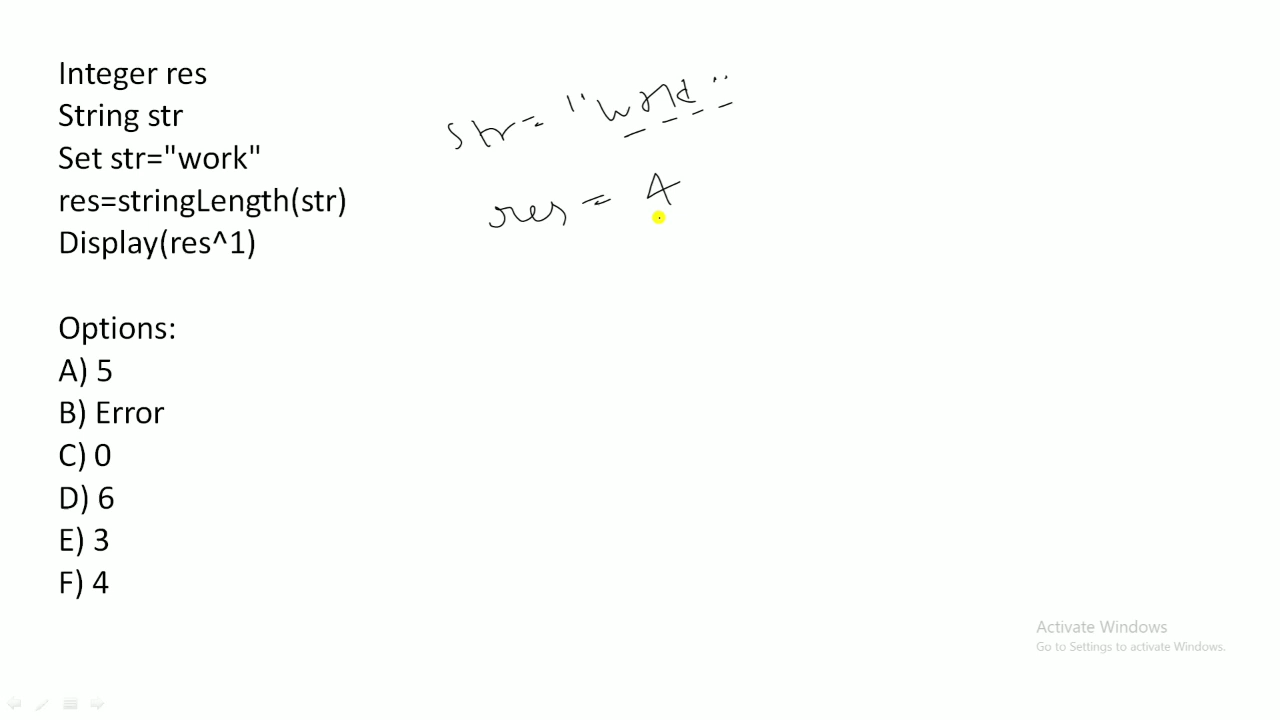 Integer res
String str
Set str="work"
res=stringLength(str)
Display(res^1)
str= "word"
res= 4
Options:
A) 5
B) Error
C) 0
D) 6
E) 3
F) 4
Activate Windows
Go to Settings to activate Windows.